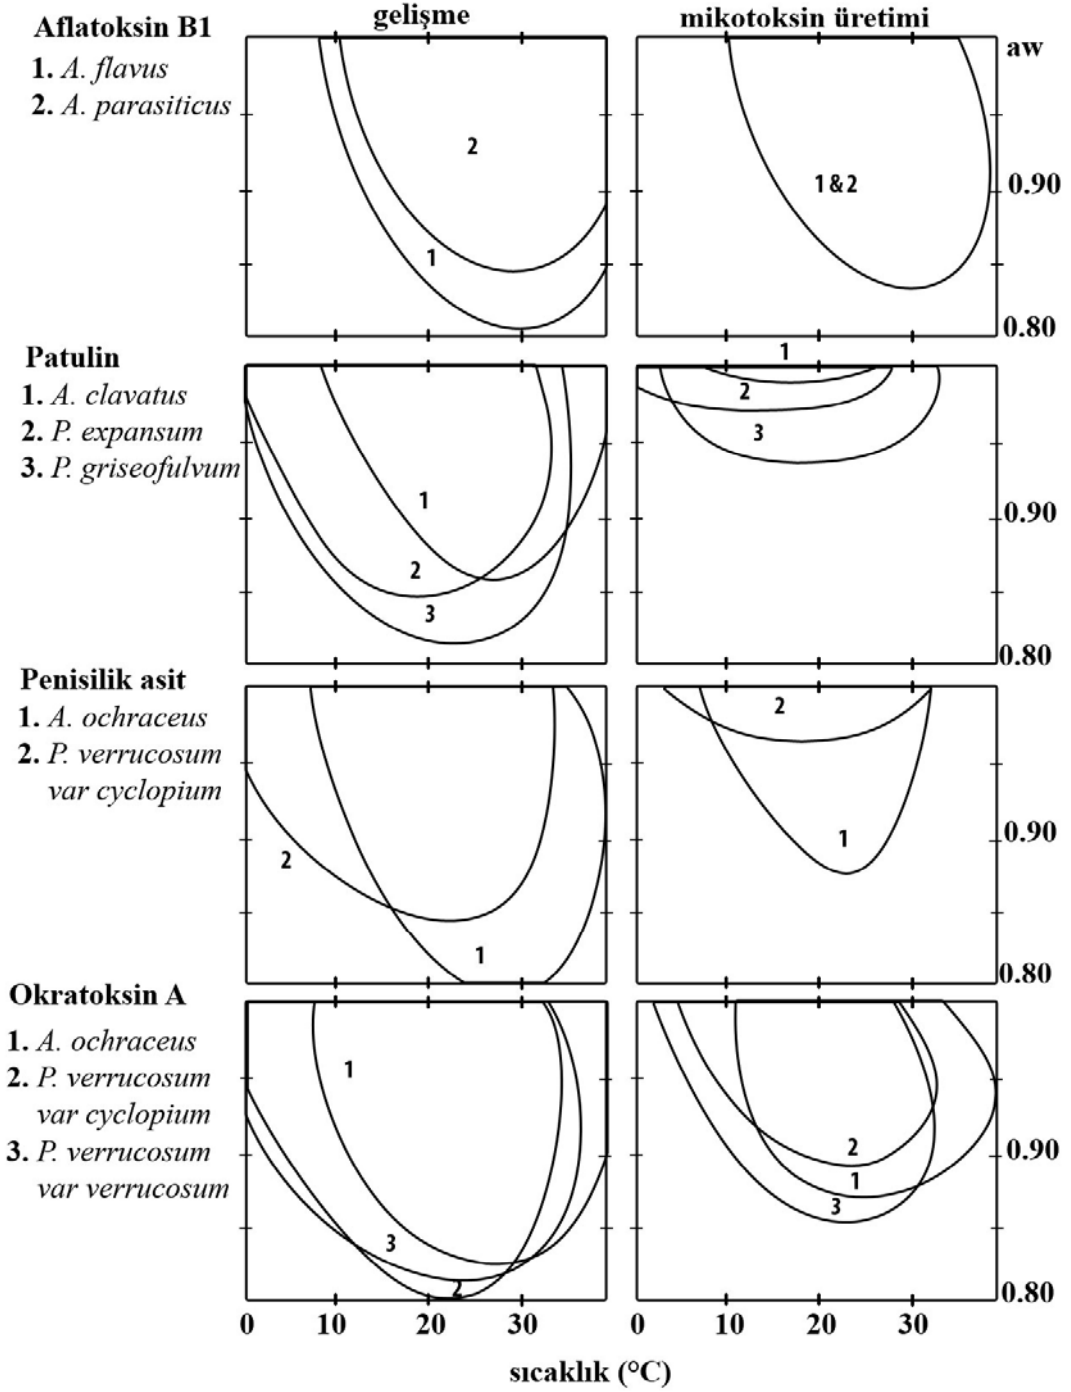 gelişme
mikotoksin üretimi
Aflatoksin B1
1. A. flavus
2. A. parasiticus
aw
2
1
1&2
0.90
0.80
Patulin
1. A. clavatus
2. P. expansum
3. P. griseofulvum
1
2
3
1
2
3
0.90
0.80
Penisilik asit
1. A. ochraceus
2. P. verrucosum
var cyclopium
2
1
2
1
0.90
0.80
Okratoksin A
1. A. ochraceus
2. P. verrucosum
var cyclopium
3. P. verrucosum
var verrucosum
1
3
2
2
1
3
0.90
0.80
0 10 20 30 0 10 20 30
sıcaklık (°C)